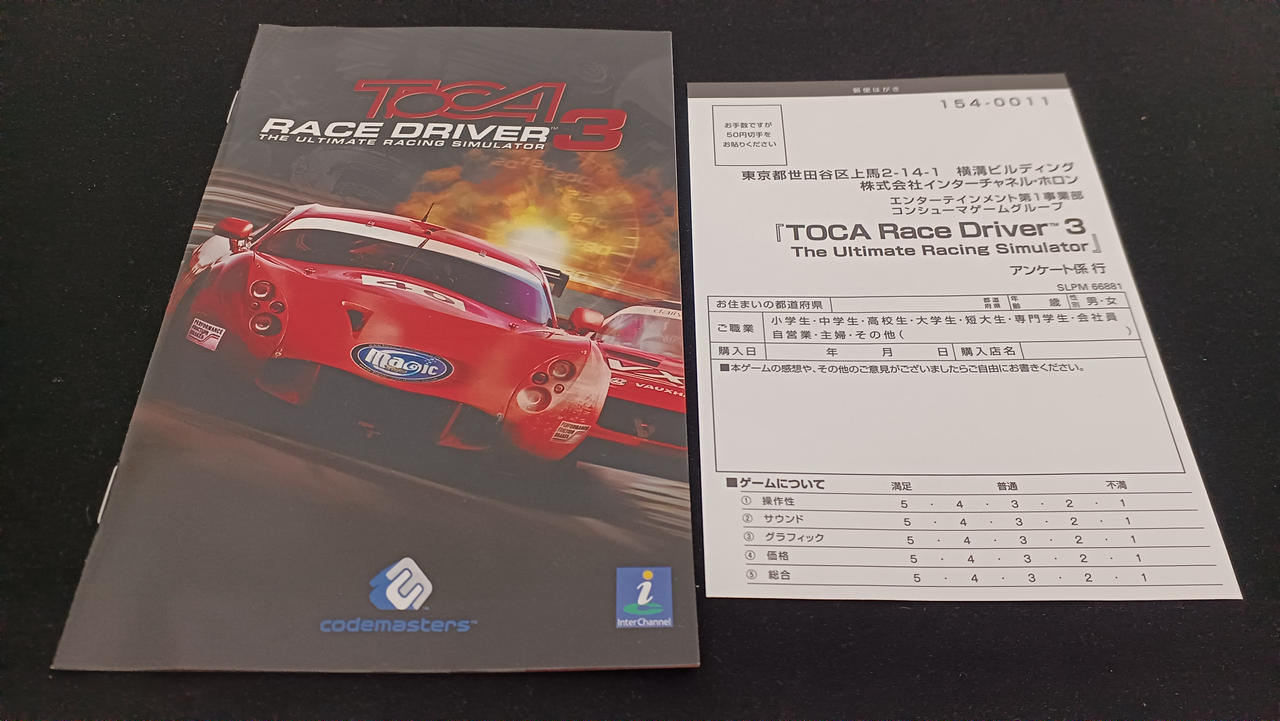 TOCA
RACE DRIVER™ 3
THE ULTIMATE RACING SIMULATOR
40
Magic
PERFORMANCE
FRICTION
BRAKES
VX
VAUXHALL
PERFORMANCE
FRICTION
BRAKES
codemasters™
i
InterChannel
郵便はがき
154-0011
お手数ですが
50円切手を
お貼りください
東京都世田谷区上馬2-14-1 横溝ビルディング
株式会社インターチャネル・ホロン
エンターテインメント第1事業部
コンシューマゲームグループ
『TOCA Race Driver™ 3
The Ultimate Racing Simulator』
アンケート係 行
SLPM 66881
お住まいの都道府県 都道府県 年齢 歳 性別 男・女
ご職業 小学生・中学生・高校生・大学生・短大生・専門学生・会社員
自営業・主婦・その他( )
購入日 年 月 日 購入店名
■本ゲームの感想や、その他のご意見がございましたらご自由にお書きください。
■ゲームについて 満足 普通 不満
① 操作性 5 ・ 4 ・ 3 ・ 2 ・ 1
② サウンド 5 ・ 4 ・ 3 ・ 2 ・ 1
③ グラフィック 5 ・ 4 ・ 3 ・ 2 ・ 1
④ 価格 5 ・ 4 ・ 3 ・ 2 ・ 1
⑤ 総合 5 ・ 4 ・ 3 ・ 2 ・ 1